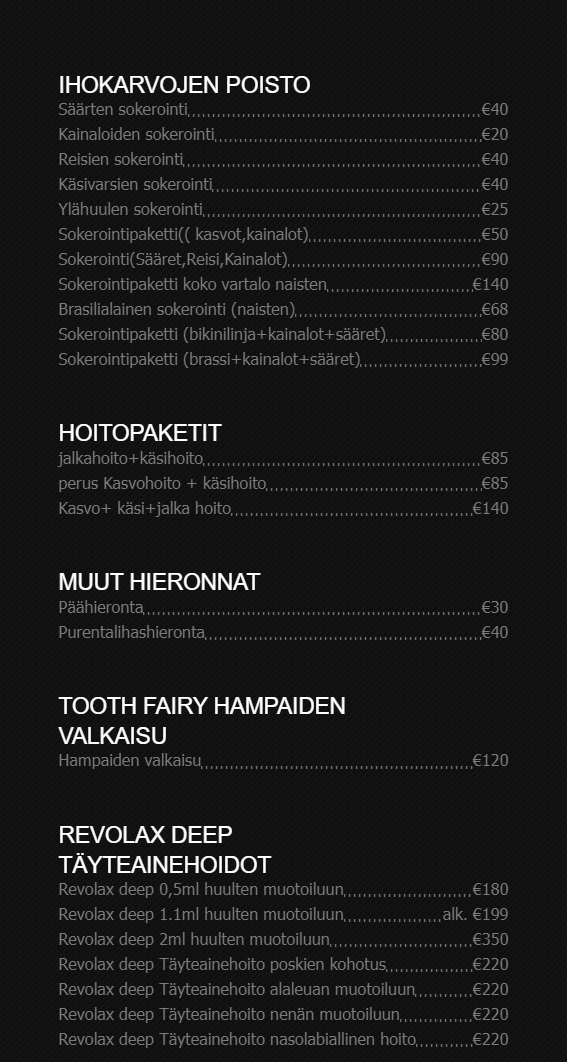 IHOKARVOJEN POISTO
Säärten sokerointi €40
Kainaloiden sokerointi €20
Reisien sokerointi €40
Käsivarsien sokerointi €40
Ylähuulen sokerointi €25
Sokerointipaketti(( kasvot,kainalot) €50
Sokerointi(Sääret,Reisi,Kainalot) €90
Sokerointipaketti koko vartalo naisten €140
Brasilialainen sokerointi (naisten) €68
Sokerointipaketti (bikinilinja+kainalot+sääret) €80
Sokerointipaketti (brassi+kainalot+sääret) €99
HOITOPAKETIT
jalkahoito+käsihoito €85
perus Kasvohoito + käsihoito €85
Kasvo+ käsi+jalka hoito €140
MUUT HIERONNAT
Päähieronta €30
Purentalihashieronta €40
TOOTH FAIRY HAMPAIDEN
VALKAISU
Hampaiden valkaisu €120
REVOLAX DEEP
TÄYTEAINEHOIDOT
Revolax deep 0,5ml huulten muotoiluun €180
Revolax deep 1.1ml huulten muotoiluun alk. €199
Revolax deep 2ml huulten muotoiluun €350
Revolax deep Täyteainehoito poskien kohotus €220
Revolax deep Täyteainehoito alaleuan muotoiluun €220
Revolax deep Täyteainehoito nenän muotoiluun €220
Revolax deep Täyteainehoito nasolabiallinen hoito €220